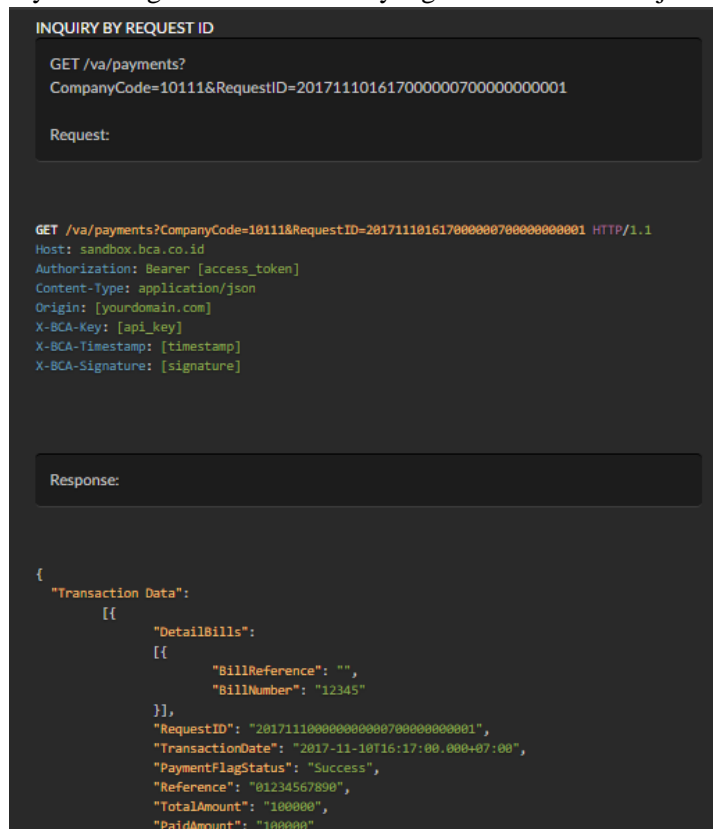 INQUIRY BY REQUEST ID
GET /va/payments?
CompanyCode=10111&RequestID=201711101617000000700000000001
Request:
GET /va/payments?CompanyCode=10111&RequestID=201711101617000000700000000001 HTTP/1.1
Host: sandbox.bca.co.id
Authorization: Bearer [access_token]
Content-Type: application/json
Origin: [yourdomain.com]
X-BCA-Key: [api_key]
X-BCA-Timestamp: [timestamp]
X-BCA-Signature: [signature]
Response:
{
"Transaction Data":
[{
"DetailBills":
[{
"BillReference": "",
"BillNumber": "12345"
}],
"RequestID": "201711100000000000700000000001",
"TransactionDate": "2017-11-10T16:17:00.000+07:00",
"PaymentFlagStatus": "Success",
"Reference": "01234567890",
"TotalAmount": "100000",
"PaidAmount": "100000"